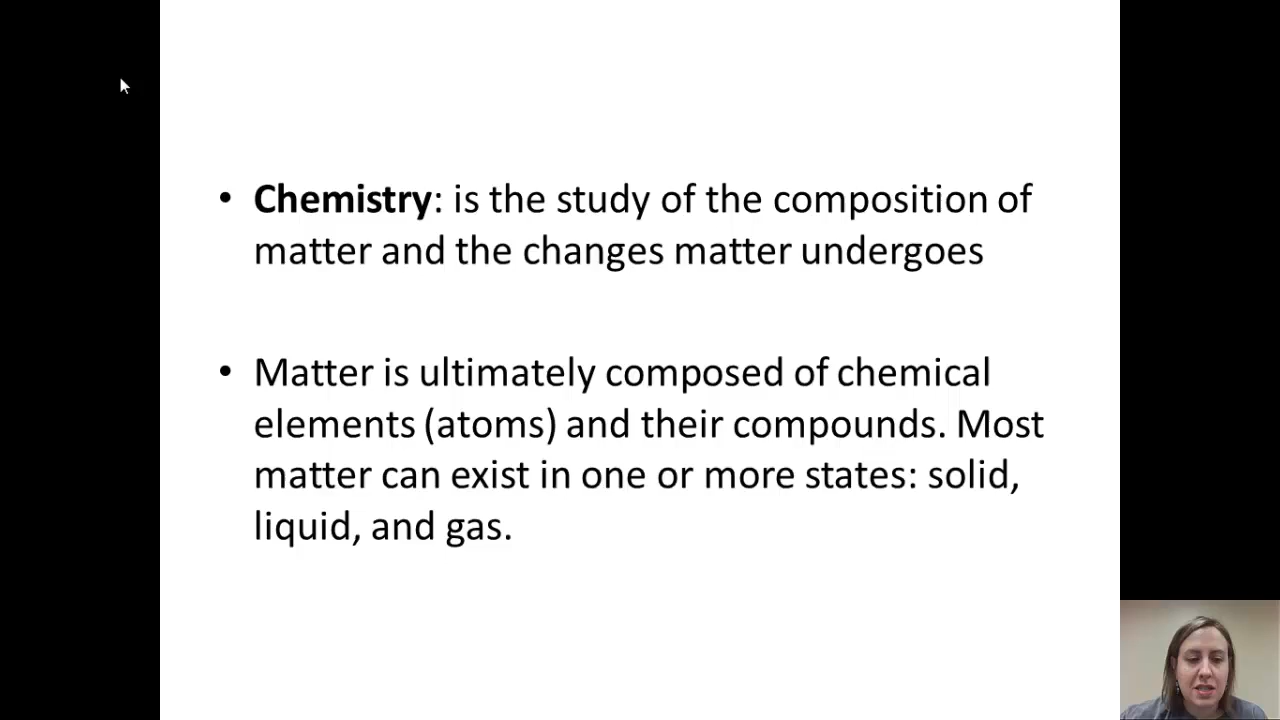 • Chemistry: is the study of the composition of
matter and the changes matter undergoes
• Matter is ultimately composed of chemical
elements (atoms) and their compounds. Most
matter can exist in one or more states: solid,
liquid, and gas.